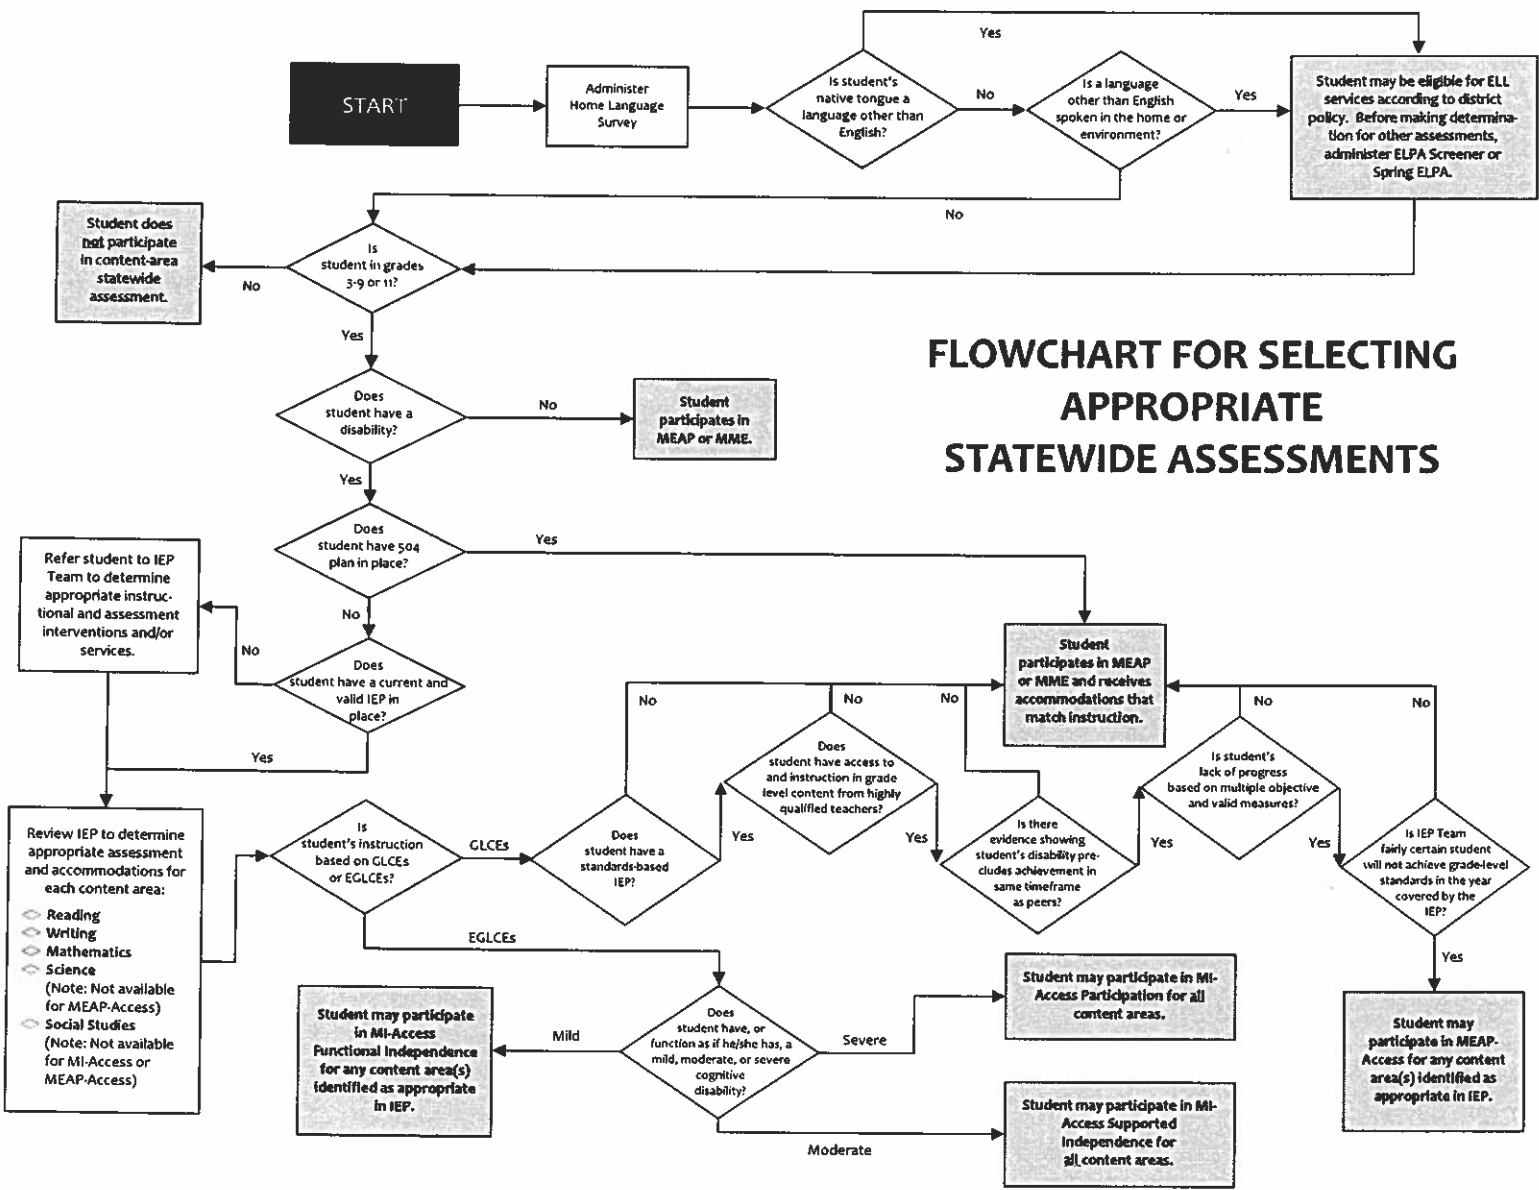 START
Administer
Home Language
Survey
Is student's
native tongue a
language other than
English?
Yes
No
Is a language
other than English
spoken in the home or
environment?
Yes
Student may be eligible for ELL
services according to district
policy. Before making determina-
tion for other assessments,
administer ELPA Screener or
Spring ELPA.
No
Student does
not participate
in content-area
statewide
assessment.
No
Is
student in grades
3-9 or 11?
Yes
FLOWCHART FOR SELECTING
APPROPRIATE
STATEWIDE ASSESSMENTS
Does
student have a
disability?
No
Student
participates in
MEAP or MME.
Yes
Does
student have 504
plan in place?
Yes
No
Refer student to IEP
Team to determine
appropriate instruc-
tional and assessment
interventions and/or
services.
No
Does
student have a current and
valid IEP in
place?
Yes
Student
participates in MEAP
or MME and receives
accommodations that
match instruction.
Review IEP to determine
appropriate assessment
and accommodations for
each content area:
Reading
Writing
Mathematics
Science
(Note: Not available
for MEAP-Access)
Social Studies
(Note: Not available
for MI-Access or
MEAP-Access)
Is
student's instruction
based on GLCEs
or EGLCEs?
GLCEs
EGLCEs
Does
student have a
standards-based
IEP?
No
Yes
Does
student have access to
and instruction in grade
level content from highly
qualified teachers?
No
Yes
Is there
evidence showing
student's disability pre-
cludes achievement in
same timeframe
as peers?
No
Yes
Is student's
lack of progress
based on multiple objective
and valid measures?
No
Yes
Is IEP Team
fairly certain student
will not achieve grade-level
standards in the year
covered by the
IEP?
No
Yes
Student may
participate in MEAP-
Access for any content
area(s) identified as
appropriate in IEP.
Does
student have, or
function as if he/she has, a
mild, moderate, or severe
cognitive
disability?
Mild
Student may participate
in MI-Access
Functional Independence
for any content area(s)
identified as appropriate
in IEP.
Severe
Student may participate in MI-
Access Participation for all
content areas.
Moderate
Student may participate in MI-
Access Supported
Independence for
all content areas.